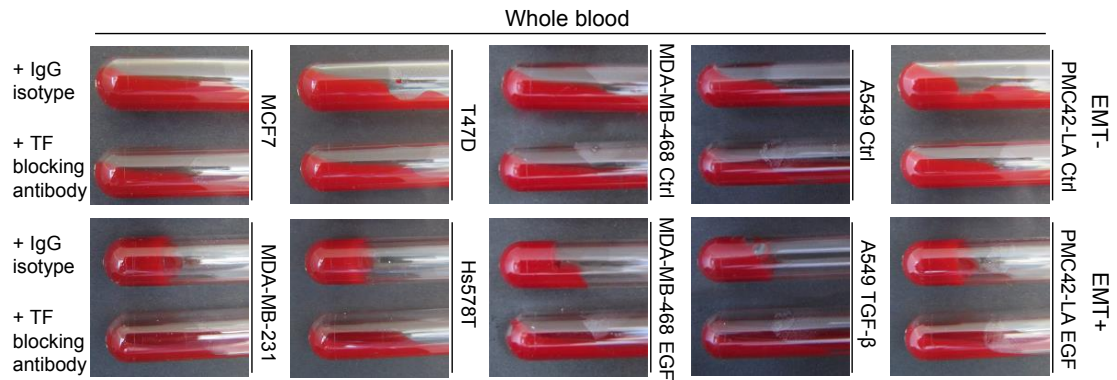 Whole blood
+ IgG
isotype
+ TF
blocking
antibody
MCF7
T47D
MDA-MB-468 Ctrl
A549 Ctrl
PMC42-LA Ctrl
EMT-
+ IgG
isotype
+ TF
blocking
antibody
MDA-MB-231
Hs578T
MDA-MB-468 EGF
A549 TGF-β
PMC42-LA EGF
EMT+